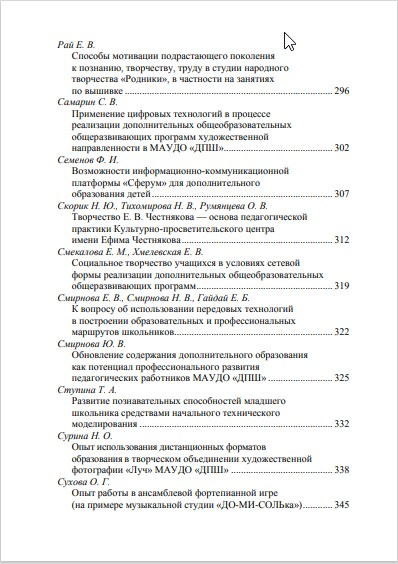 Рай Е. В.
Способы мотивации подрастающего поколения
к познанию, творчеству, труду в студии народного
творчества «Родники», в частности на занятиях
по вышивке ............................................................................ 296
Самарин С. В.
Применение цифровых технологий в процессе
реализации дополнительных общеобразовательных
общеразвивающих программ художественной
направленности в МАУДО «ДПШ»........................................ 302
Семенов Ф. И.
Возможности информационно-коммуникационной
платформы «Сферум» для дополнительного
образования детей ................................................................... 307
Скорик Н. Ю., Тихомирова Н. В., Румянцева О. В.
Творчество Е. В. Честнякова — основа педагогической
практики Культурно-просветительского центра
имени Ефима Честнякова ........................................................ 312
Смекалова Е. М., Хмелевская Е. В.
Социальное творчество учащихся в условиях сетевой
формы реализации дополнительных общеобразовательных
общеразвивающих программ................................................... 319
Смирнова Е. В., Смирнова Н. В., Гайдай Е. Б.
К вопросу об использовании передовых технологий
в построении образовательных и профессиональных
маршрутов школьников............................................................ 322
Смирнова Ю. В.
Обновление содержания дополнительного образования
как потенциал профессионального развития
педагогических работников МАУДО «ДПШ» ......................... 325
Ступина Т. А.
Развитие познавательных способностей младшего
школьника средствами начального технического
моделирования ......................................................................... 332
Сурина Н. О.
Опыт использования дистанционных форматов
образования в творческом объединении художественной
фотографии «Луч» МАУДО «ДПШ» ...................................... 338
Сухова О. Г.
Опыт работы в ансамблевой фортепианной игре
(на примере музыкальной студии «ДО-МИ-СОЛЬка»)............ 345